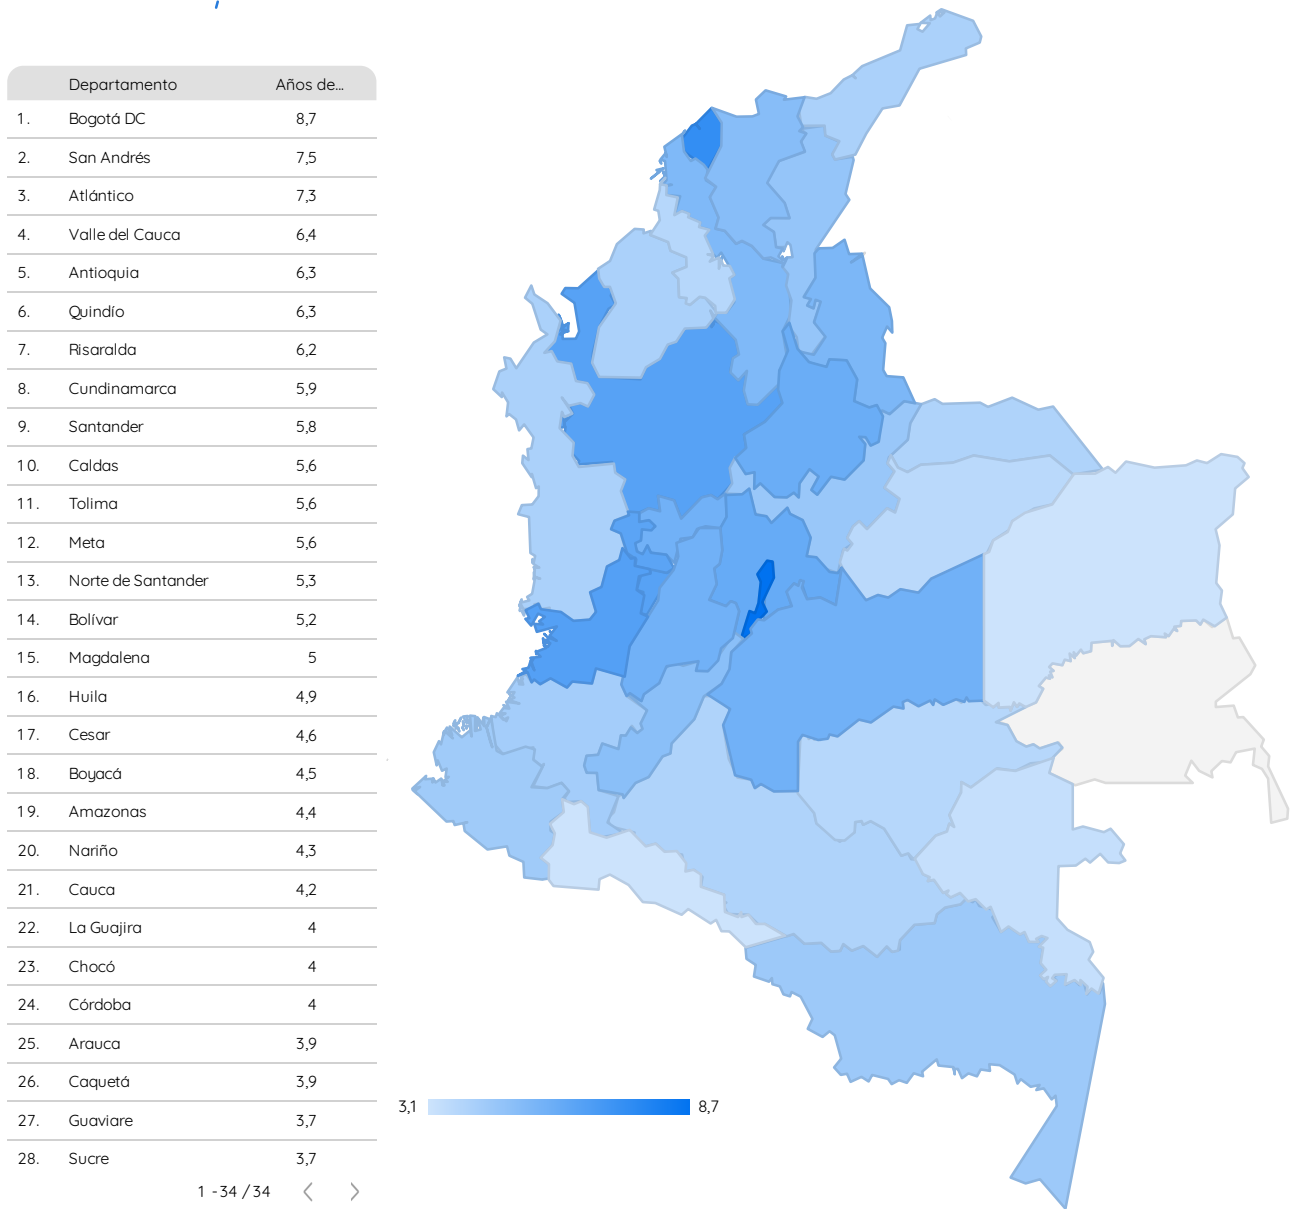 Departamento Años de...
1. Bogotá DC 8,7
2. San Andrés 7,5
3. Atlántico 7,3
4. Valle del Cauca 6,4
5. Antioquia 6,3
6. Quindío 6,3
7. Risaralda 6,2
8. Cundinamarca 5,9
9. Santander 5,8
10. Caldas 5,6
11. Tolima 5,6
12. Meta 5,6
13. Norte de Santander 5,3
14. Bolívar 5,2
15. Magdalena 5
16. Huila 4,9
17. Cesar 4,6
18. Boyacá 4,5
19. Amazonas 4,4
20. Nariño 4,3
21. Cauca 4,2
22. La Guajira 4
23. Chocó 4
24. Córdoba 4
25. Arauca 3,9
26. Caquetá 3,9
27. Guaviare 3,7
28. Sucre 3,7
1 - 34 / 34
3,1 8,7